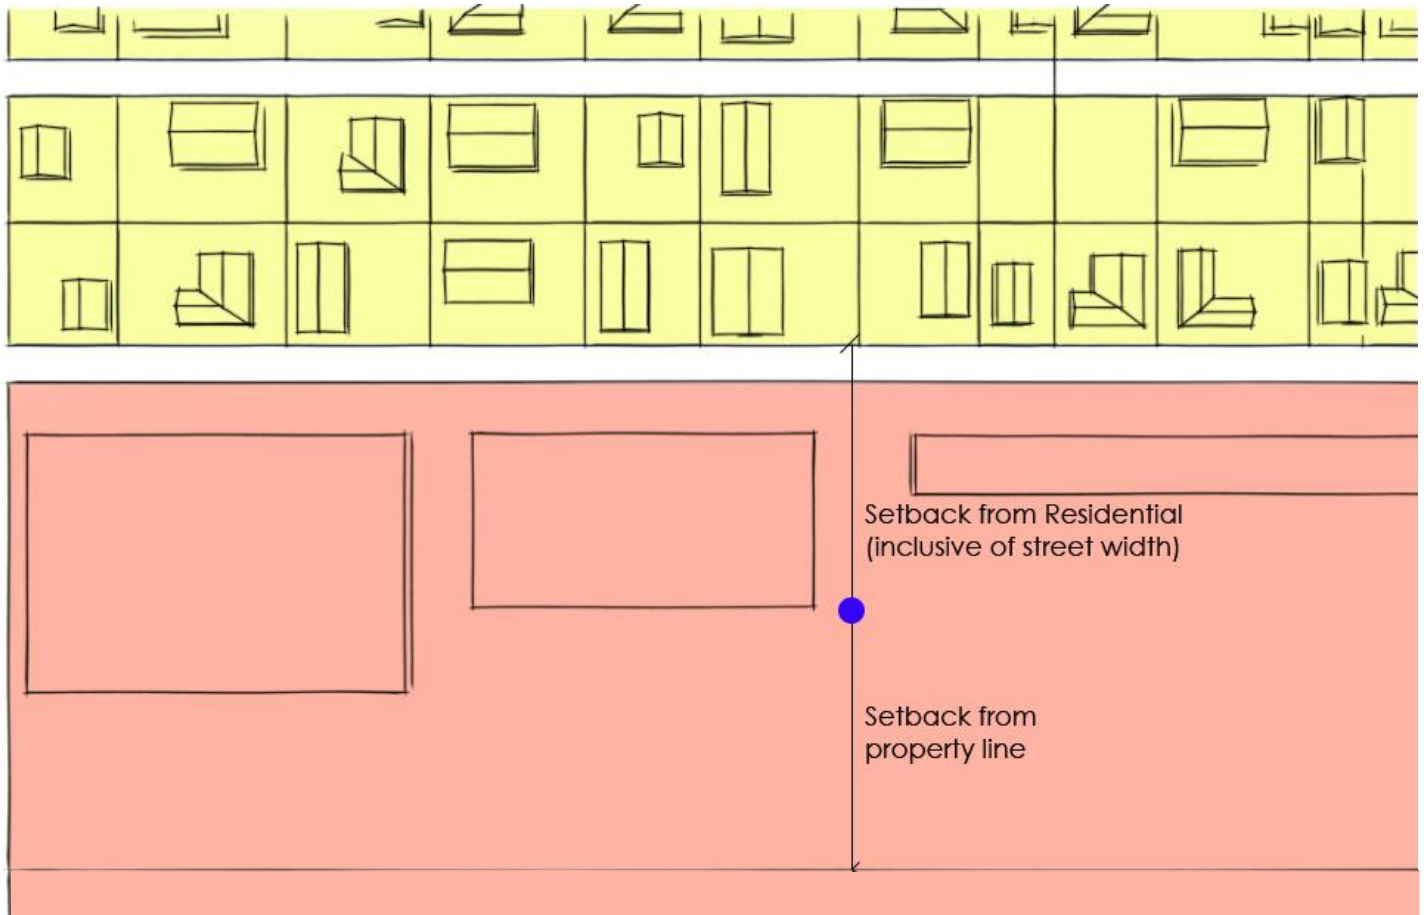 Setback from Residential
(inclusive of street width)
Setback from
property line